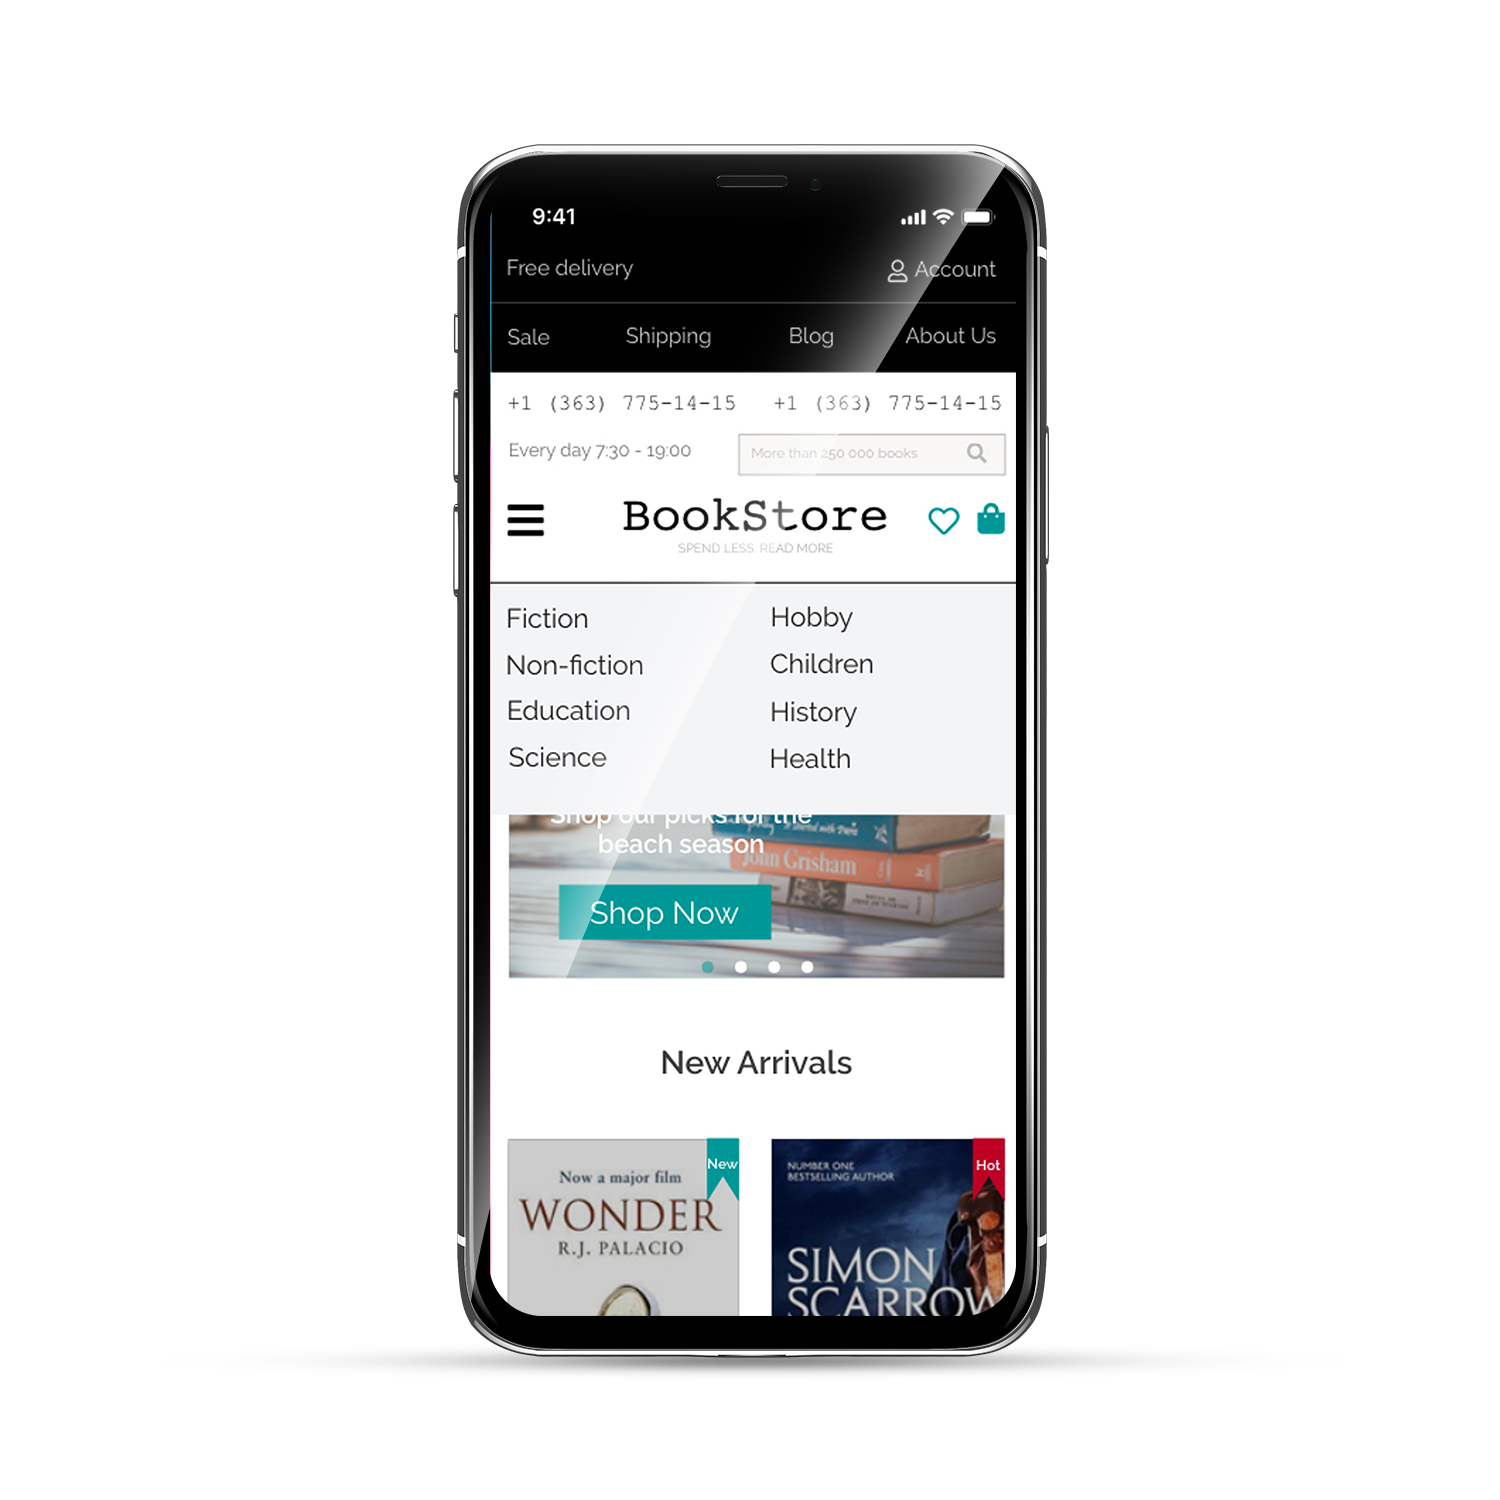 9:41
Free delivery Account
Sale Shipping Blog About Us
+1 (363) 775-14-15 +1 (363) 775-14-15
Every day 7:30 - 19:00 More than 250 000 books
BookStore
SPEND LESS. READ MORE
Fiction Hobby
Non-fiction Children
Education History
Science Health
Shop our picks for the
beach season
John Grisham
Shop Now
New Arrivals
New
Now a major film
WONDER
R.J. PALACIO
Hot
NUMBER ONE
BESTSELLING AUTHOR
SIMON
SCARROW